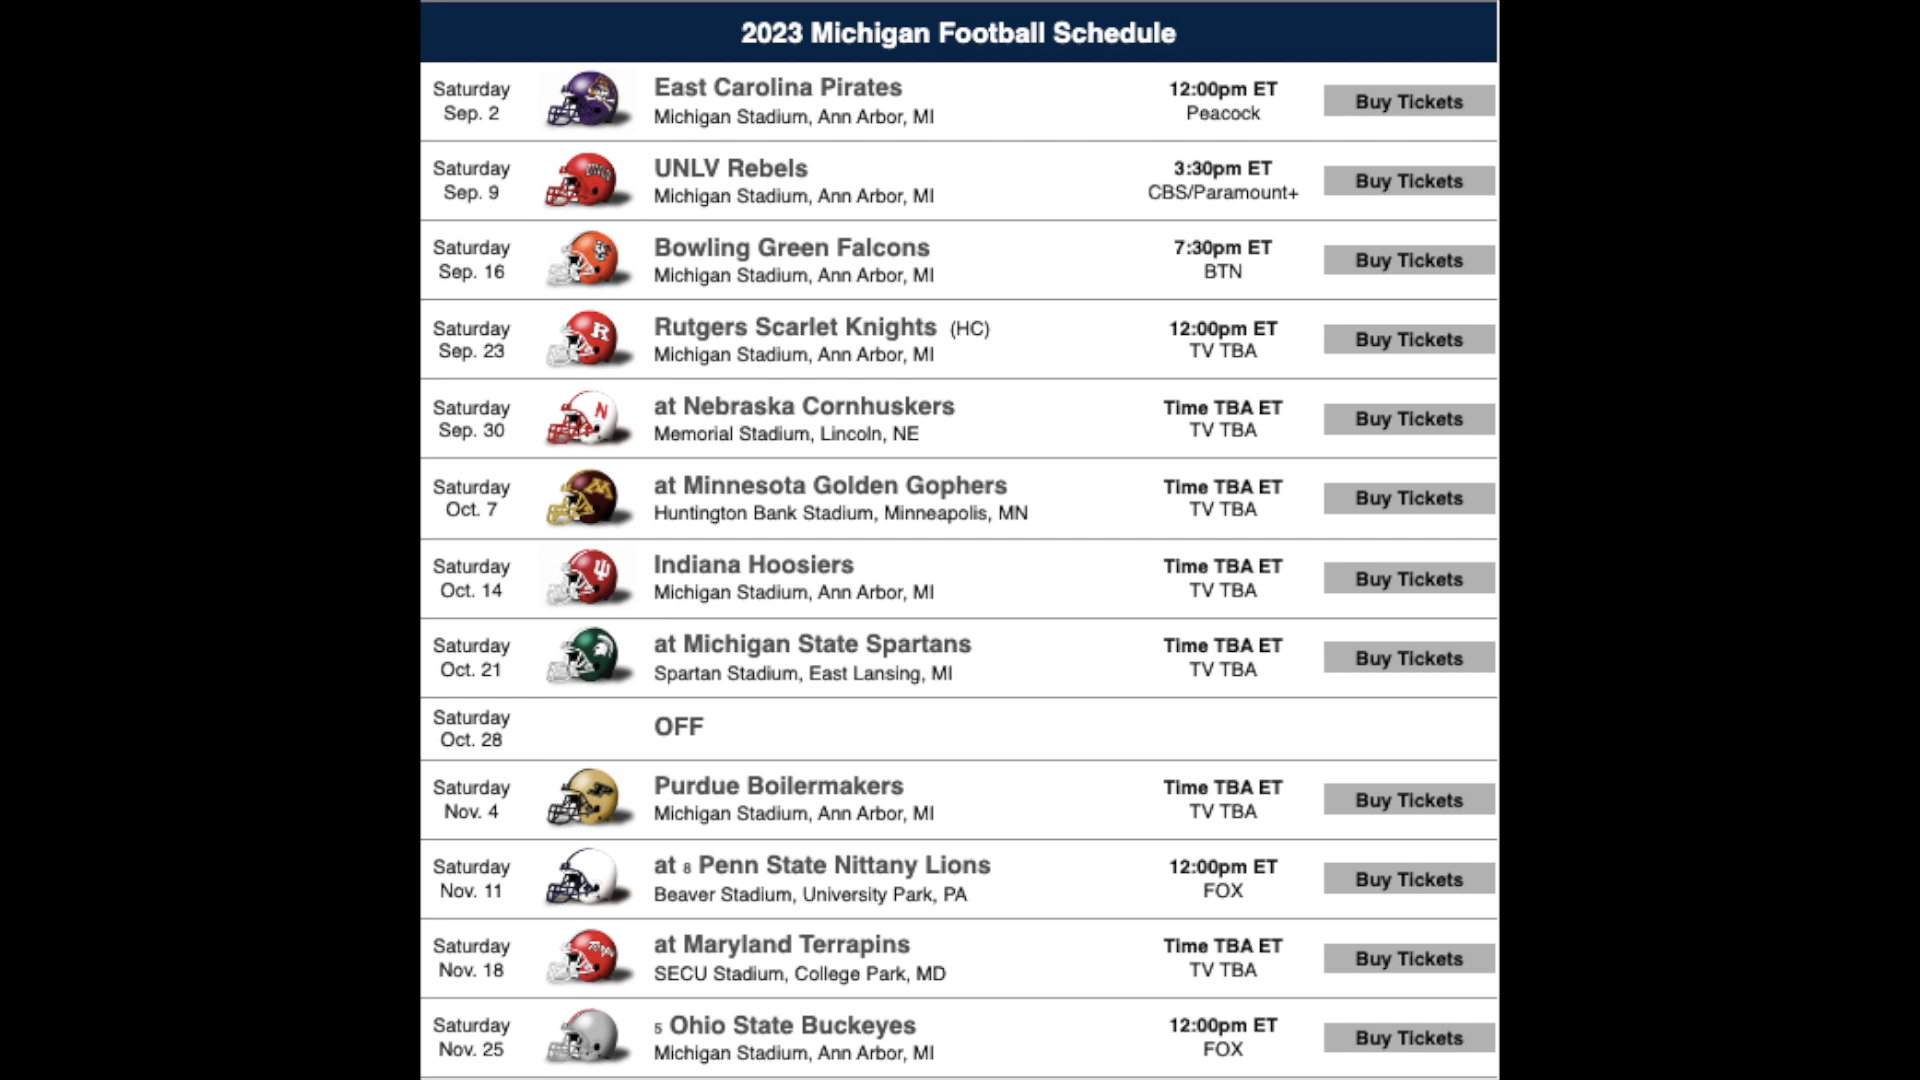 2023 Michigan Football Schedule
Saturday
Sep. 2
East Carolina Pirates
Michigan Stadium, Ann Arbor, MI
12:00pm ET
Peacock
Buy Tickets
Saturday
Sep. 9
UNLV
UNLV Rebels
Michigan Stadium, Ann Arbor, MI
3:30pm ET
CBS/Paramount+
Buy Tickets
Saturday
Sep. 16
Bowling Green Falcons
Michigan Stadium, Ann Arbor, MI
7:30pm ET
BTN
Buy Tickets
Saturday
Sep. 23
R
Rutgers Scarlet Knights (HC)
Michigan Stadium, Ann Arbor, MI
12:00pm ET
TV TBA
Buy Tickets
Saturday
Sep. 30
N
at Nebraska Cornhuskers
Memorial Stadium, Lincoln, NE
Time TBA ET
TV TBA
Buy Tickets
Saturday
Oct. 7
M
at Minnesota Golden Gophers
Huntington Bank Stadium, Minneapolis, MN
Time TBA ET
TV TBA
Buy Tickets
Saturday
Oct. 14
Indiana Hoosiers
Michigan Stadium, Ann Arbor, MI
Time TBA ET
TV TBA
Buy Tickets
Saturday
Oct. 21
at Michigan State Spartans
Spartan Stadium, East Lansing, MI
Time TBA ET
TV TBA
Buy Tickets
Saturday
Oct. 28
OFF
Saturday
Nov. 4
Purdue Boilermakers
Michigan Stadium, Ann Arbor, MI
Time TBA ET
TV TBA
Buy Tickets
Saturday
Nov. 11
at 8 Penn State Nittany Lions
Beaver Stadium, University Park, PA
12:00pm ET
FOX
Buy Tickets
Saturday
Nov. 18
Terps
at Maryland Terrapins
SECU Stadium, College Park, MD
Time TBA ET
TV TBA
Buy Tickets
Saturday
Nov. 25
5 Ohio State Buckeyes
Michigan Stadium, Ann Arbor, MI
12:00pm ET
FOX
Buy Tickets